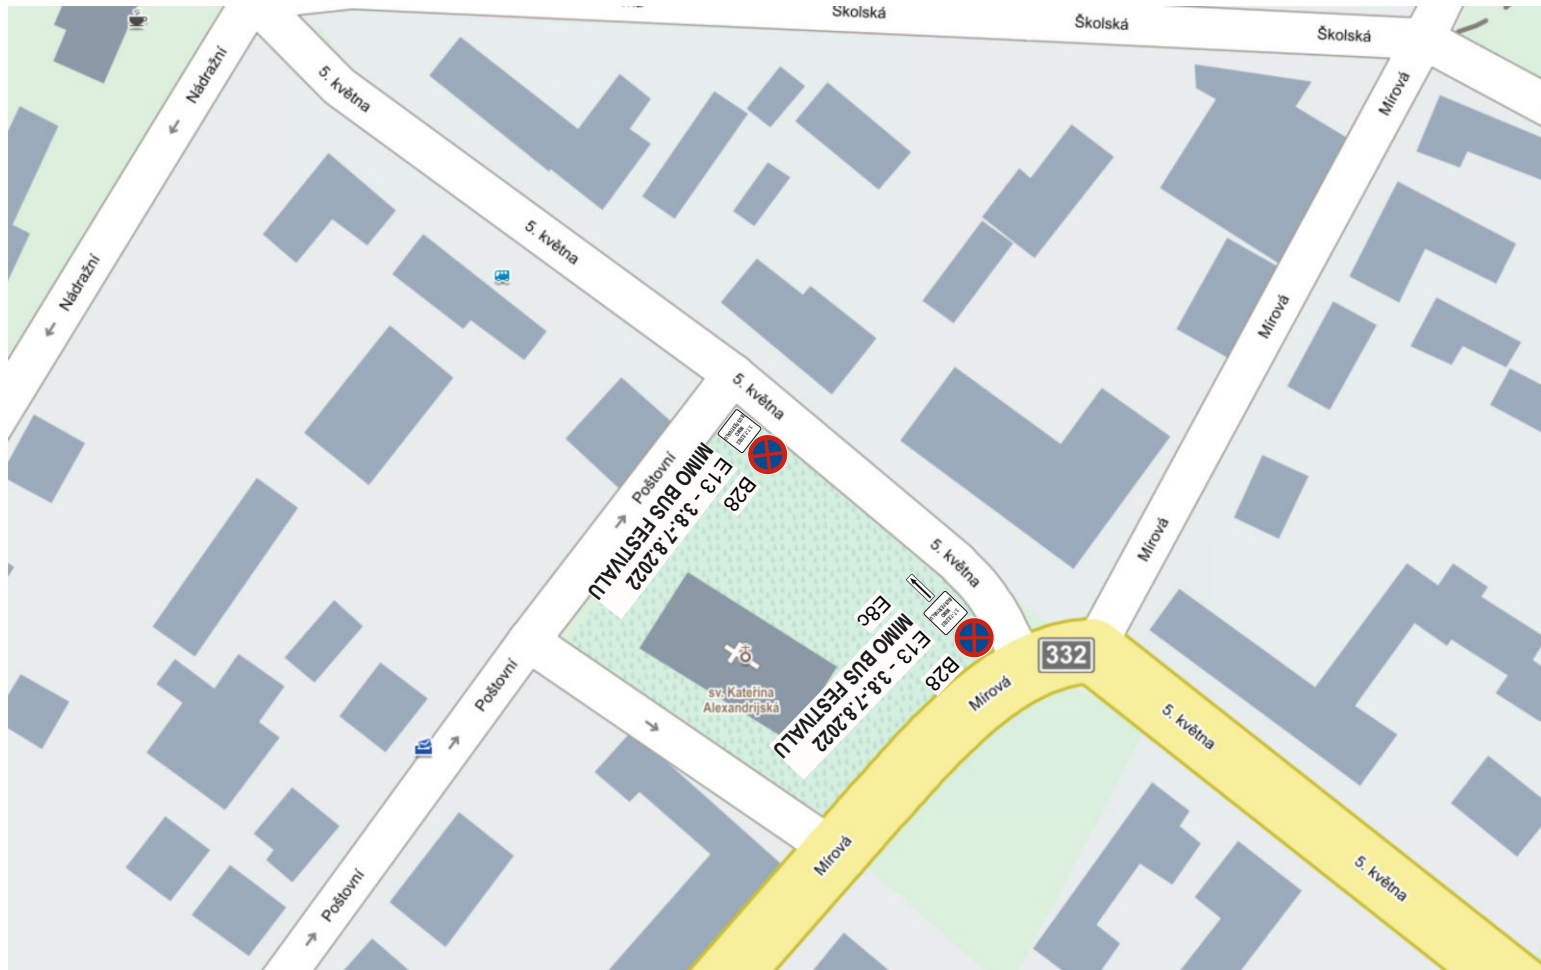 Školská
Školská
Školská
Nádražní
Nádražní
5. května
5. května
5. května
5. května
5. května
5. května
Mírová
Mírová
Mírová
Mírová
Mírová
Poštovní
Poštovní
Poštovní
B28
E13 - 3.8.-7.8.2022
MIMO BUS FESTIVALU
E8c
B28
E13 - 3.8.-7.8.2022
MIMO BUS FESTIVALU
332
sv. Kateřina
Alexandrijská